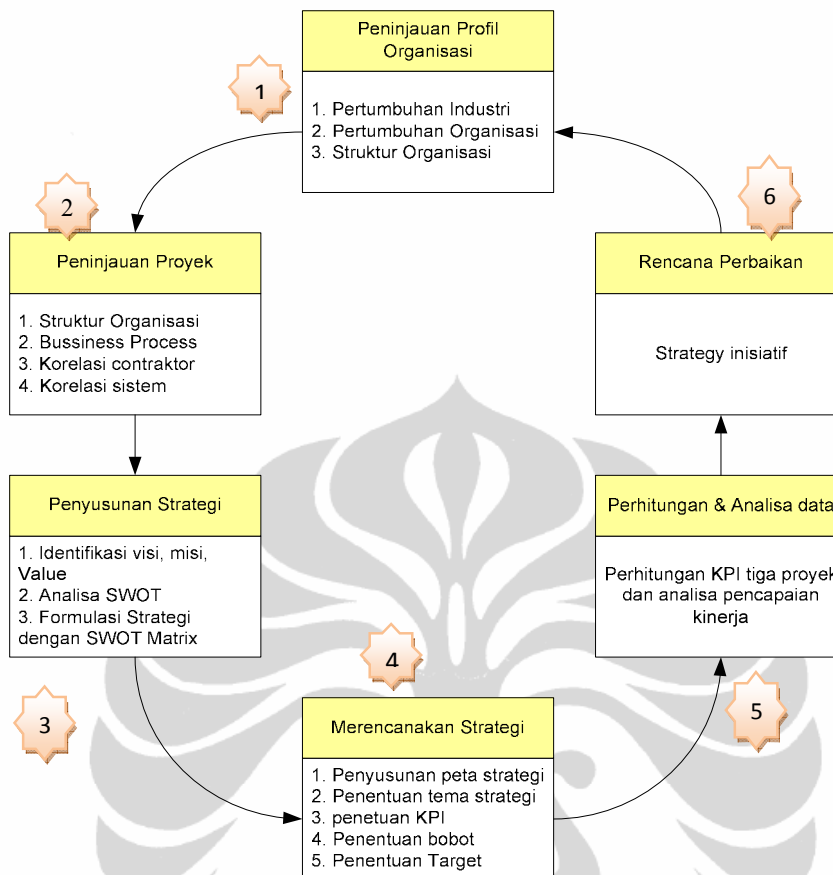 Peninjauan Profil
Organisasi
1
1. Pertumbuhan Industri
2. Pertumbuhan Organisasi
3. Struktur Organisasi
2
Peninjauan Proyek
1. Struktur Organisasi
2. Bussiness Process
3. Korelasi contraktor
4. Korelasi sistem
Penyusunan Strategi
1. Identifikasi visi, misi,
Value
2. Analisa SWOT
3. Formulasi Strategi
dengan SWOT Matrix
3
4
Merencanakan Strategi
1. Penyusunan peta strategi
2. Penentuan tema strategi
3. penetuan KPI
4. Penentuan bobot
5. Penentuan Target
5
Perhitungan & Analisa data
Perhitungan KPI tiga proyek
dan analisa pencapaian
kinerja
6
Rencana Perbaikan
Strategy inisiatif